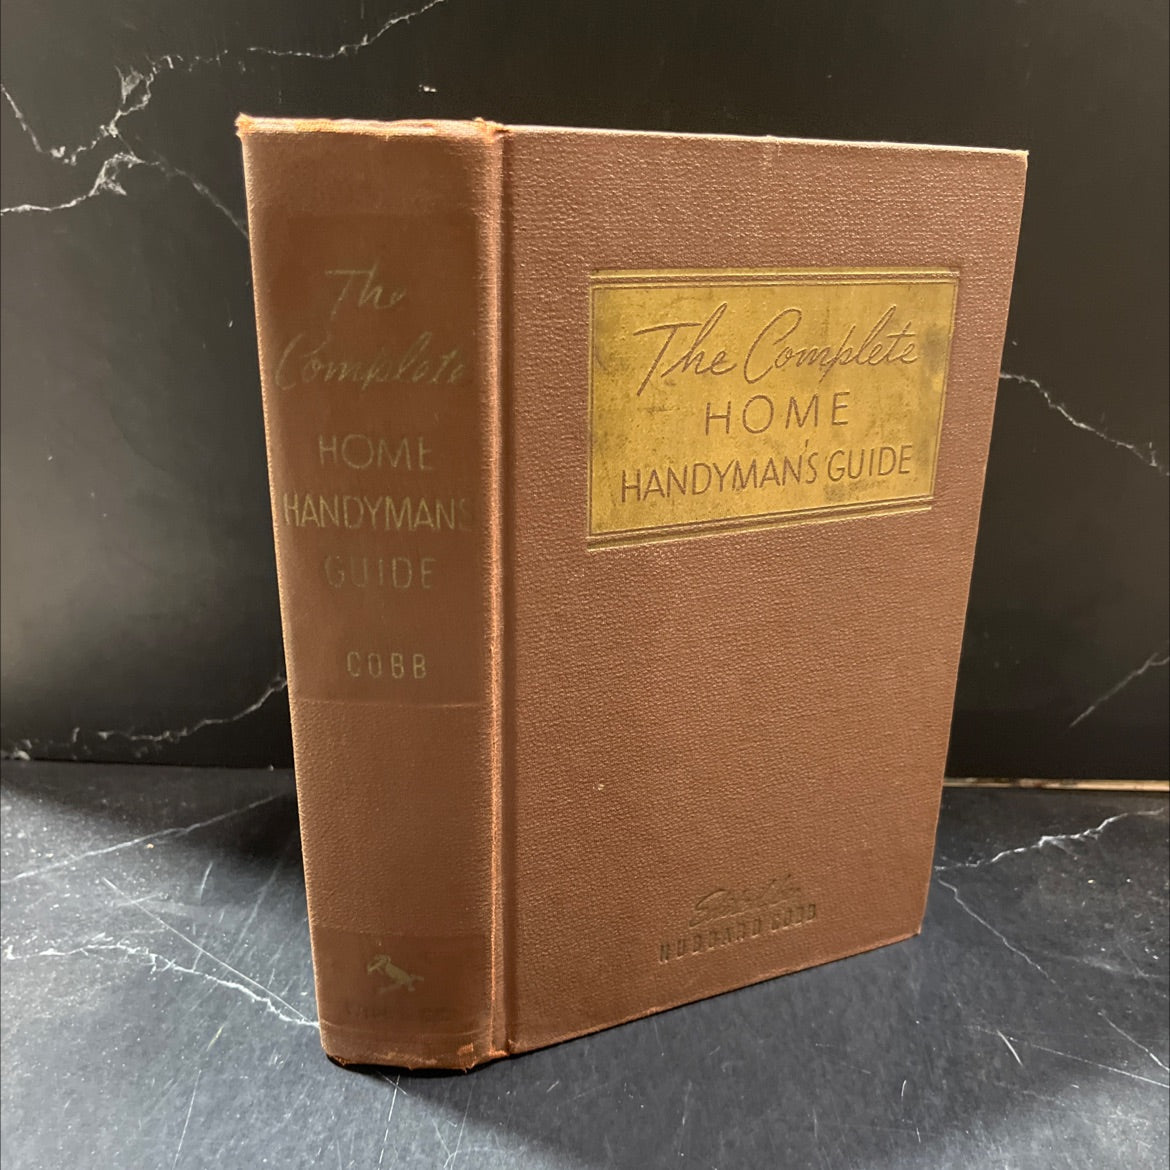 The
Complete
HOME
HANDYMAN'S
GUIDE
COBB
The Complete
HOME
HANDYMAN'S GUIDE
HUBBARD COBB